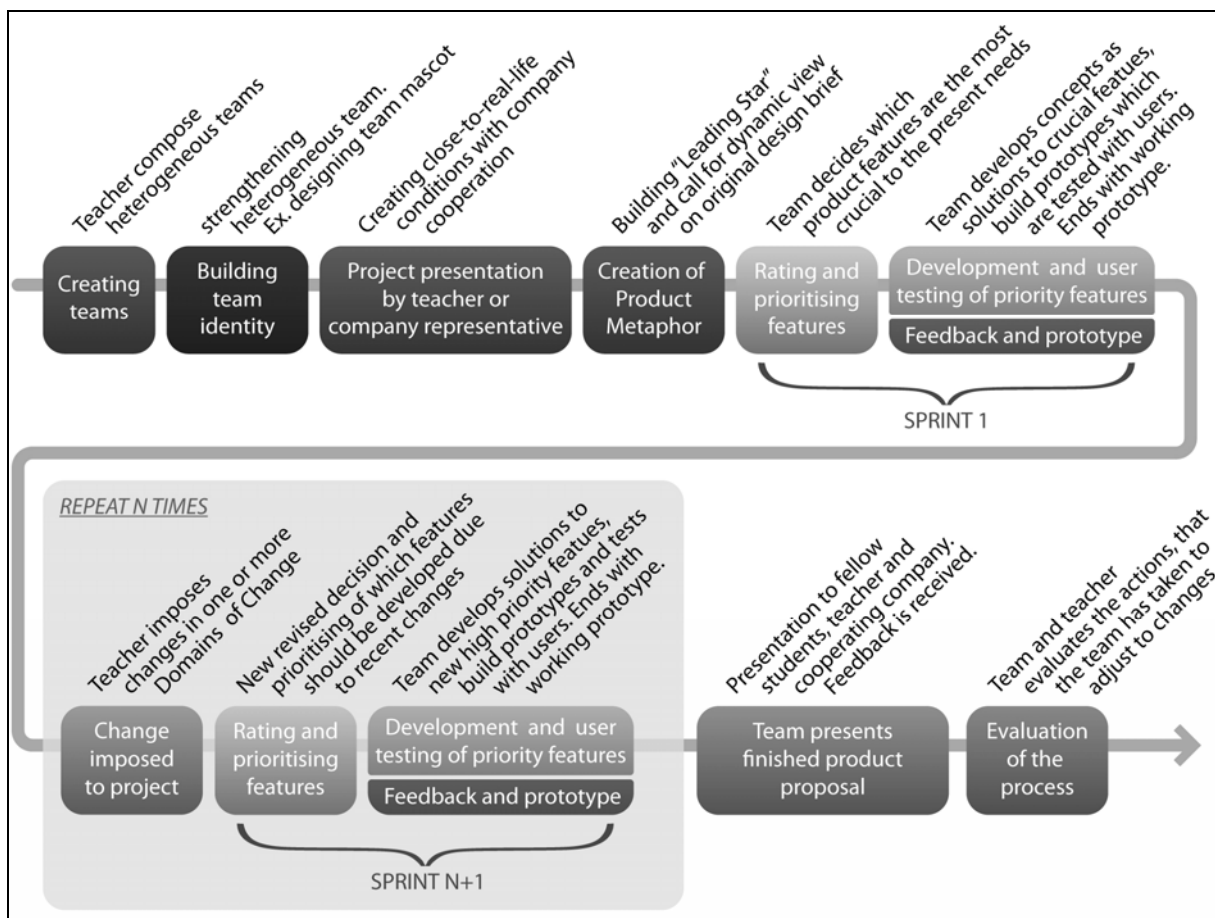 Teacher compose
heterogeneous teams
strengthening
heterogeneous team.
Ex. designing team mascot
Creating close-to-real-life
conditions with company
cooperation
Building “Leading Star”
and call for dynamic view
on original design brief
Team decides which
product features are the most
crucial to the present needs
Team develops concepts as
solutions to crucial featues,
build prototypes which
are tested with users.
Ends with working
prototype.
Creating
teams
Building
team
identity
Project presentation
by teacher or
company representative
Creation of
Product
Metaphor
Rating and
prioritising
features
Development and user
testing of priority features
Feedback and prototype
SPRINT 1
REPEAT N TIMES
Teacher imposes
changes in one or more
Domains of Change
New revised decision and
prioritising of which features
should be developed due
to recent changes
Team develops solutions to
new high priority featues,
build prototypes and tests
with users. Ends with
working prototype.
Presentation to fellow
students, teacher and
cooperating company.
Feedback is received.
Team and teacher
evaluates the actions, that
the team has taken to
adjust to changes
Change
imposed
to project
Rating and
prioritising
features
Development and user
testing of priority features
Feedback and prototype
Team presents
finished product
proposal
Evaluation
of the
process
SPRINT N+1